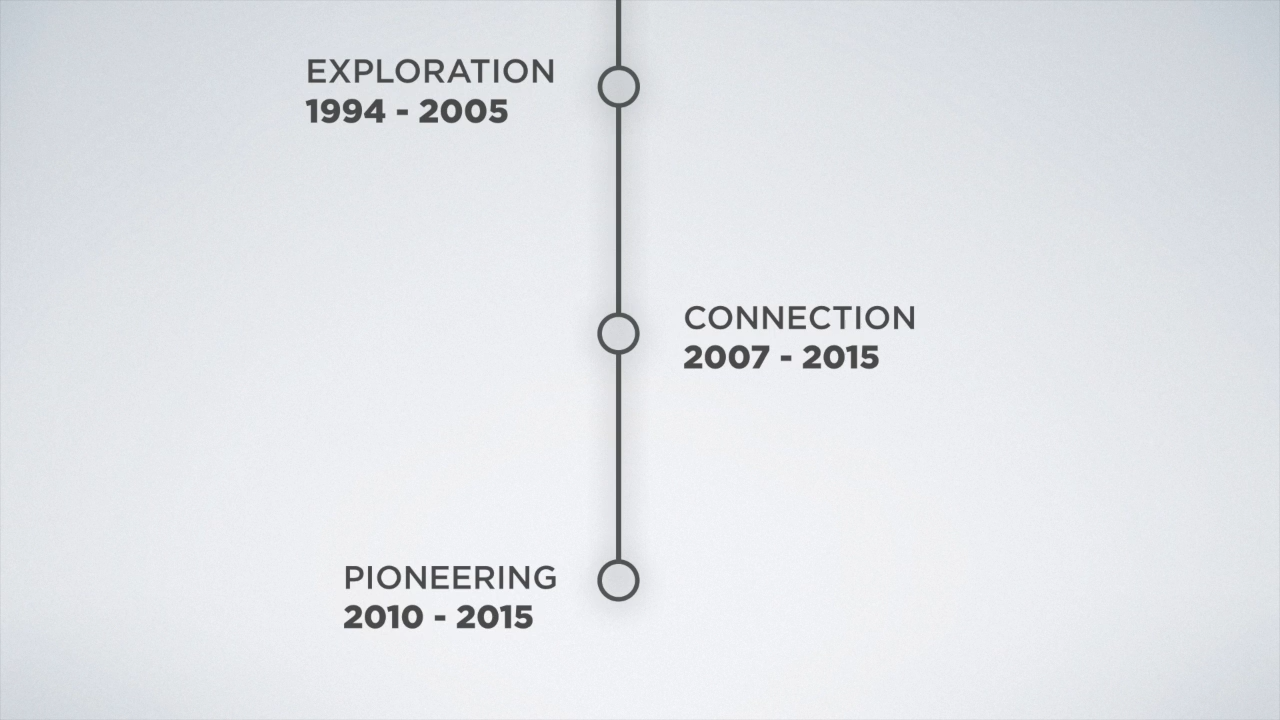 EXPLORATION
1994 - 2005
CONNECTION
2007 - 2015
PIONEERING
2010 - 2015